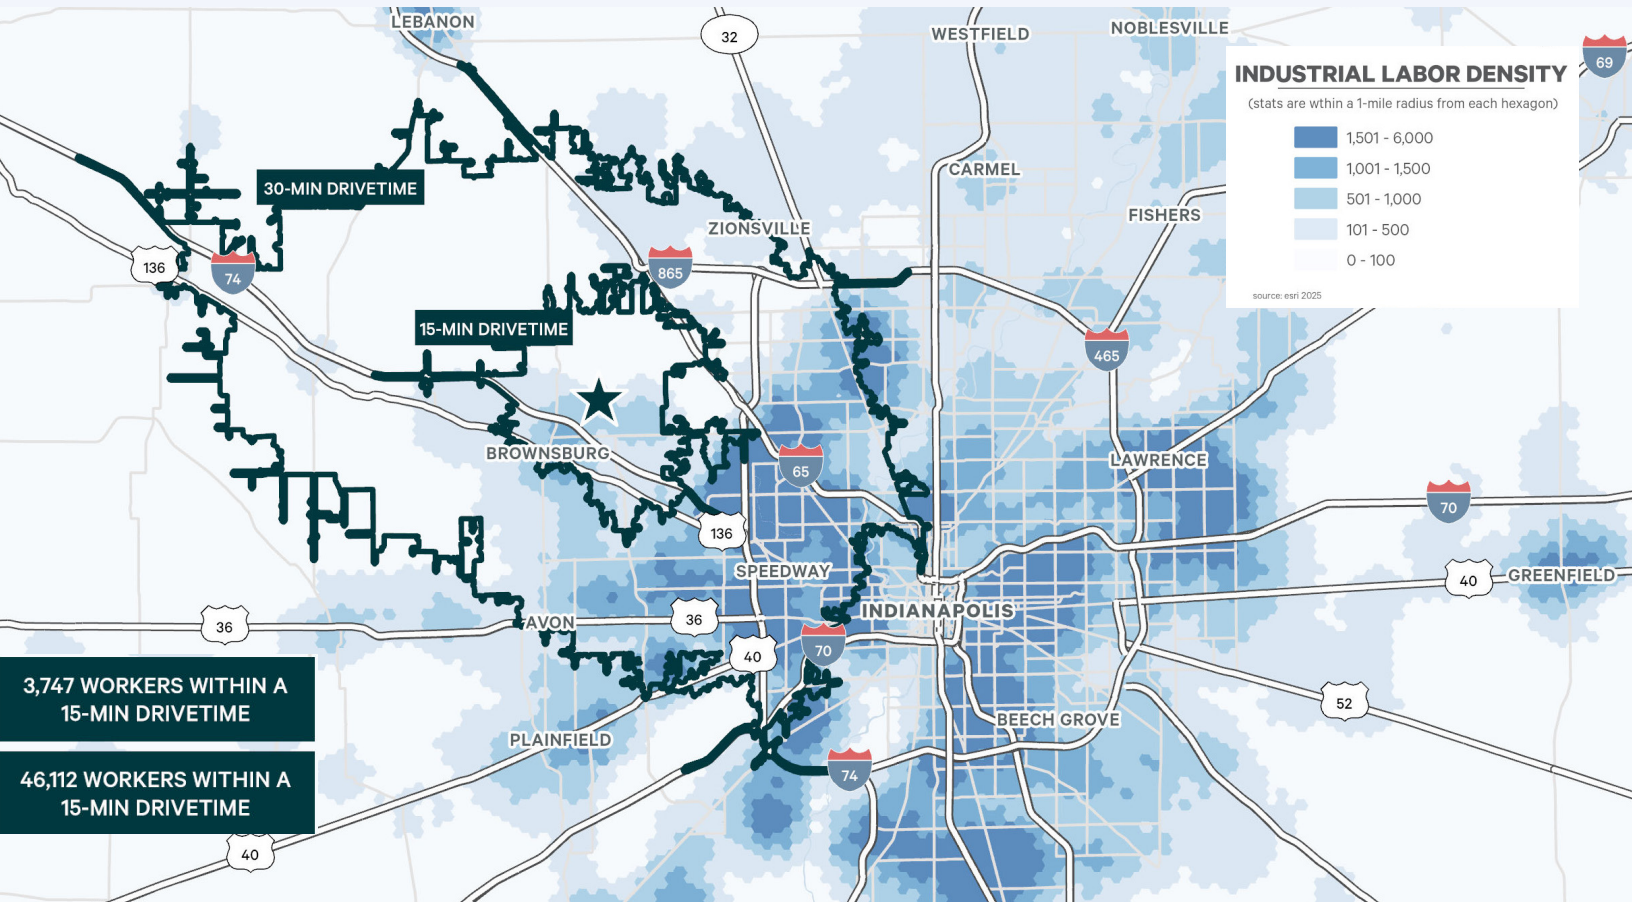 LEBANON
32
WESTFIELD
NOBLESVILLE
69
INDUSTRIAL LABOR DENSITY
(stats are wthin a 1-mile radius from each hexagon)
1,501 - 6,000
1,001 - 1,500
501 - 1,000
101 - 500
0 - 100
source: esri 2025
CARMEL
30-MIN DRIVETIME
FISHERS
ZIONSVILLE
136
74
865
15-MIN DRIVETIME
465
BROWNSBURG
65
LAWRENCE
70
136
SPEEDWAY
40
GREENFIELD
INDIANAPOLIS
36
AVON
36
40
70
3,747 WORKERS WITHIN A
15-MIN DRIVETIME
52
PLAINFIELD
BEECH GROVE
74
46,112 WORKERS WITHIN A
15-MIN DRIVETIME
40